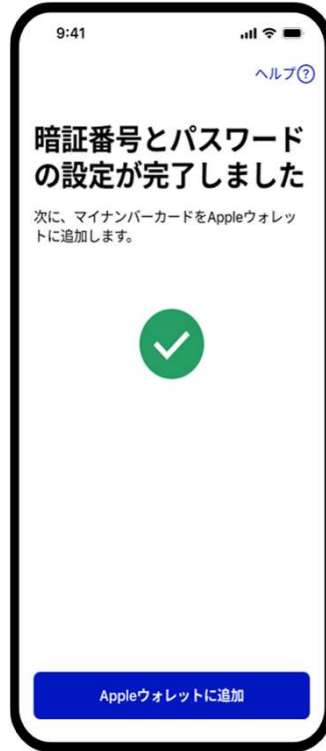 9:41
ヘルプ?
暗証番号とパスワード
の設定が完了しました
次に、マイナンバーカードをAppleウォレッ
トに追加します。
Appleウォレットに追加